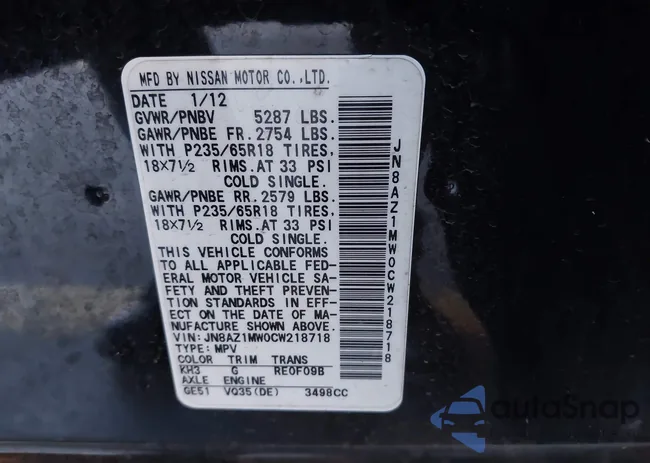 MFD BY NISSAN MOTOR CO.,LTD.
DATE 1/12
GVWR/PNBV 5287 LBS.
GAWR/PNBE FR. 2754 LBS.
WITH P235/65R18 TIRES,
18×7½ RIMS. AT 33 PSI
COLD SINGLE.
GAWR/PNBE RR. 2579 LBS.
WITH P235/65R18 TIRES,
18×7½ RIMS. AT 33 PSI
COLD SINGLE.
THIS VEHICLE CONFORMS
TO ALL APPLICABLE FED-
ERAL MOTOR VEHICLE SA-
FETY AND THEFT PREVEN-
TION STANDARDS IN EFF-
ECT ON THE DATE OF MA-
NUFACTURE SHOWN ABOVE.
VIN: JN8AZ1MW0CW218718
TYPE: MPV
COLOR TRIM TRANS
KH3 G RE0F09B
AXLE ENGINE
GE51 VQ35(DE) 3498CC
JN8AZ1MW0CW218718
autoSnap